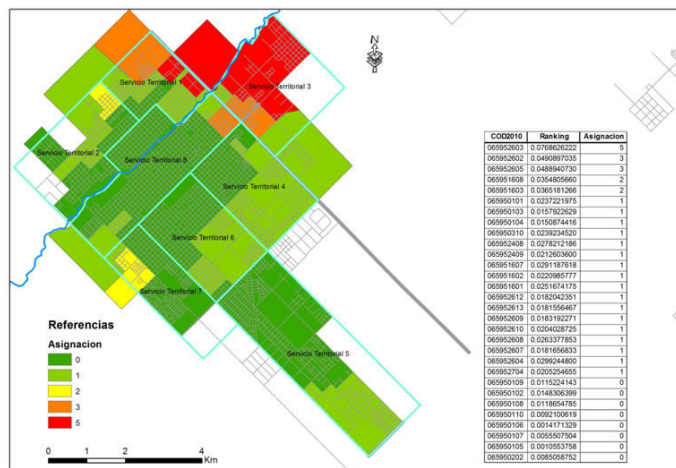 N
Servicio Territorial 1
Servicio Territorial 3
Servicio Territorial 2
Servicio Territorial 8
Servicio Territorial 4
Servicio Territorial 6
Servicio Territorial 7
Servicio Territorial 5
Referencias
Asignacion
0
1
2
3
5
0 1 2 4
Km
COD2010 Ranking Asignacion
065952603 0.0768626222 5
065952602 0.0490897035 3
065952605 0.0488940730 3
065951608 0.0354805660 2
065951603 0.0365181266 2
065950101 0.0237221975 1
065950103 0.0157922629 1
065950104 0.0150874416 1
065950310 0.0239234520 1
065952408 0.0278212186 1
065952409 0.0212603600 1
065951607 0.0291187618 1
065951602 0.0220985777 1
065951601 0.0251674175 1
065952612 0.0182042351 1
065952613 0.0181556467 1
065952609 0.0183192271 1
065952610 0.0204028725 1
065952608 0.0263377853 1
065952607 0.0181656833 1
065952604 0.0299244800 1
065952704 0.0205254655 1
065950109 0.0115224143 0
065950102 0.0148306399 0
065950108 0.0118654785 0
065950110 0.0092100619 0
065950106 0.0014171329 0
065950107 0.0055507504 0
065950105 0.0010553758 0
065950202 0.0085058752 0